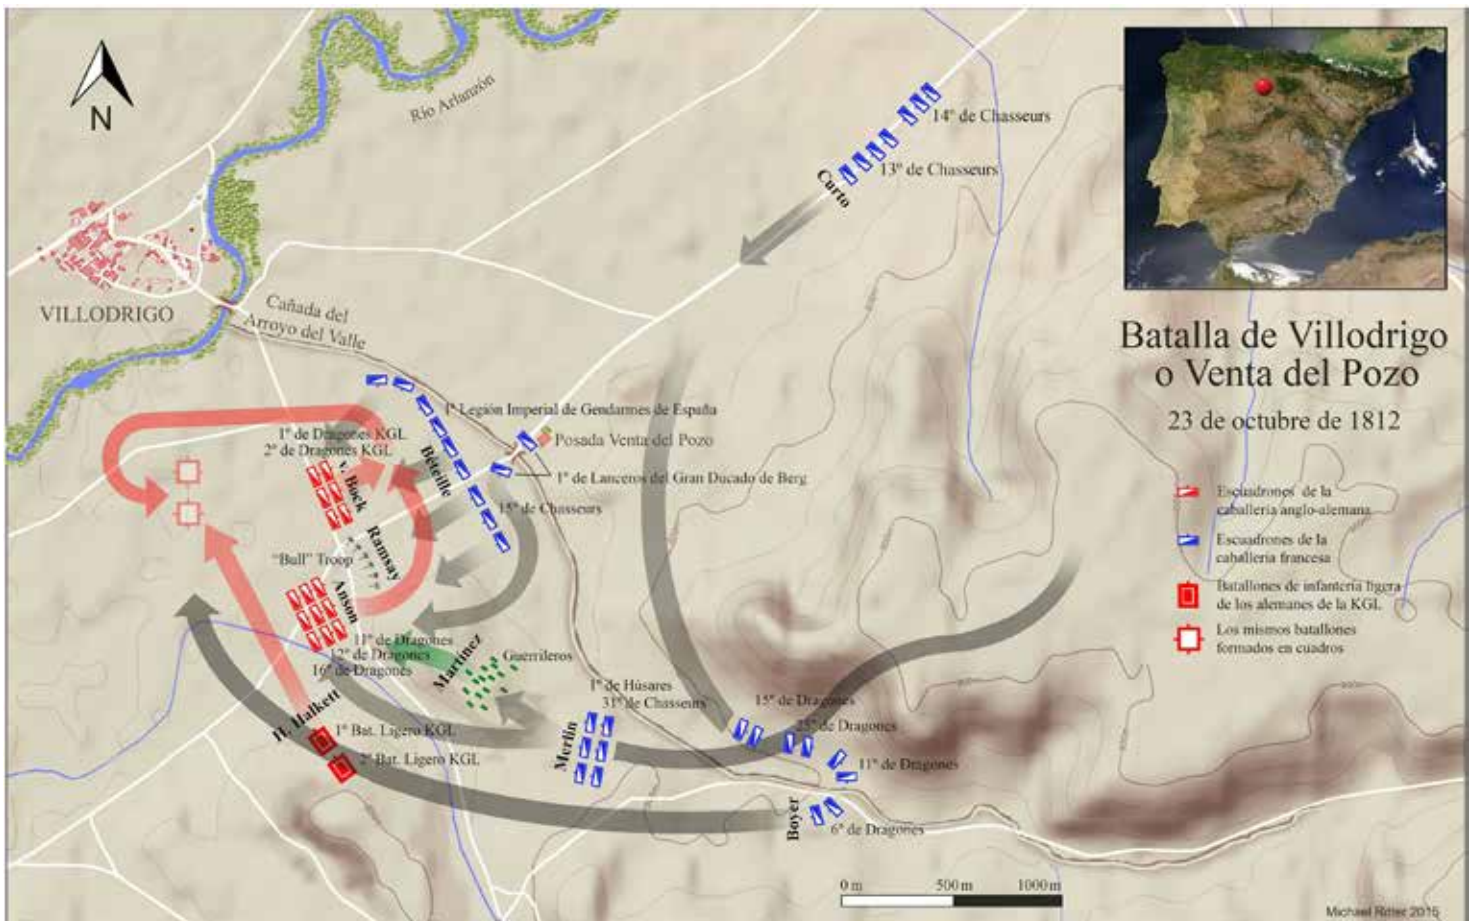 N
Río Arlanzón
14º de Chasseurs
13º de Chasseurs
Curto
VILLODRIGO
Cañada del
Arroyo del Valle
Batalla de Villodrigo
o Venta del Pozo
23 de octubre de 1812
1ª Legión Imperial de Gendarmes de España
Posada Venta del Pozo
1º de Lanceros del Gran Ducado de Berg
15º de Chasseurs
Béteille
1º de Dragones KGL
2º de Dragones KGL
v. Bock
Ramsay
"Bull" Troop
Anson
11º de Dragones
12º de Dragones
16º de Dragones
Martínez
Guerrileros
H. Halkett
1º Bat. Ligero KGL
2º Bat. Ligero KGL
1º de Húsares
31º de Chasseurs
Merlin
15º de Dragones
25º de Dragones
11º de Dragones
Boyer
6º de Dragones
Escuadrones de la
caballería anglo-alemana
Escuadrones de la
caballería francesa
Batallones de infantería ligera
de los alemanes de la KGL
Los mismos batallones
formados en cuadros
0 m 500 m 1000 m
Michael Ritter 2015